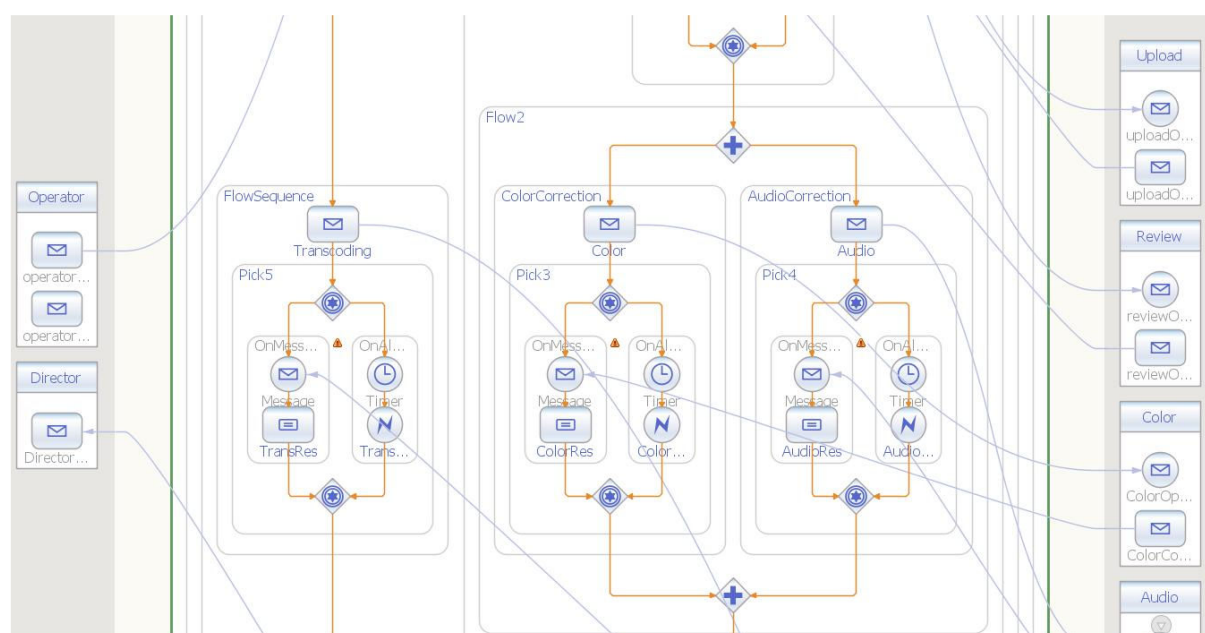 Operator
operator...
operator...
Director
Director...
FlowSequence
Transcoding
Pick5
OnMess...
OnAl...
Message
Timer
TransRes
Trans...
Flow2
ColorCorrection
Color
Pick3
OnMess...
OnAl...
Message
Timer
ColorRes
Color...
AudioCorrection
Audio
Pick4
OnMess...
OnAl...
Message
Timer
AudioRes
Audio...
Upload
uploadO...
uploadO...
Review
reviewO...
reviewO...
Color
ColorOp...
ColorCo...
Audio